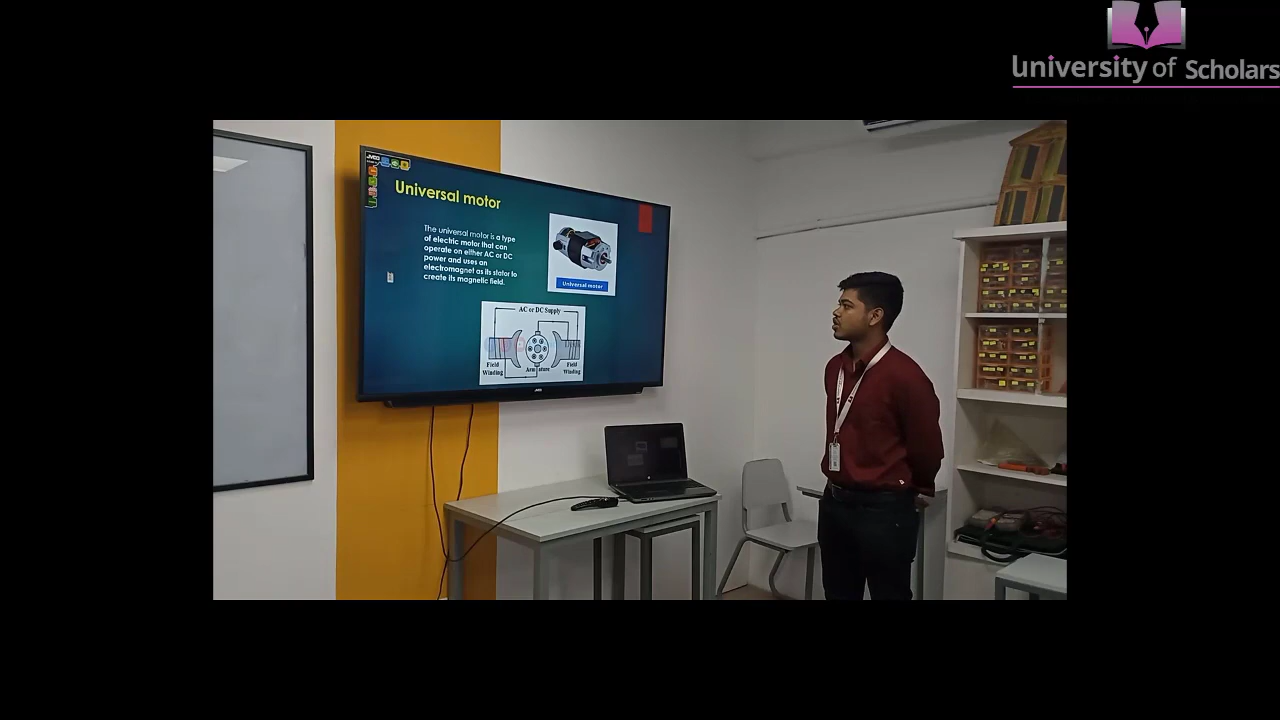 University of Scholars
JVCO
Universal motor
The universal motor is a type
of electric motor that can
operate on either AC or DC
power and uses an
electromagnet as its stator to
create its magnetic field.
Universal motor
AC or DC Supply
Field
Winding
Armature
Field
Winding
JVCO